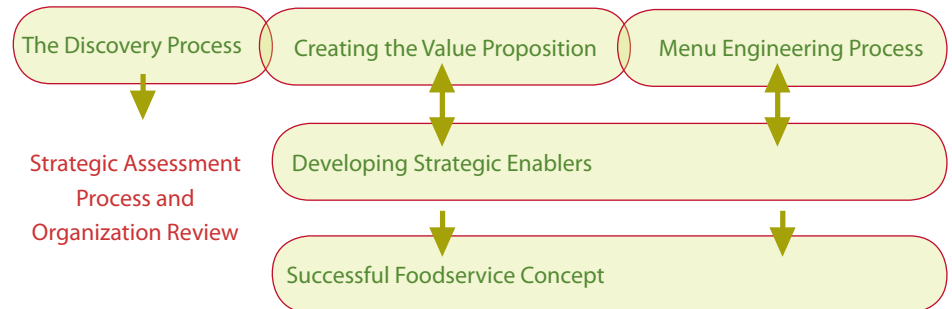 The Discovery Process
Creating the Value Proposition
Menu Engineering Process
Strategic Assessment
Process and
Organization Review
Developing Strategic Enablers
Successful Foodservice Concept